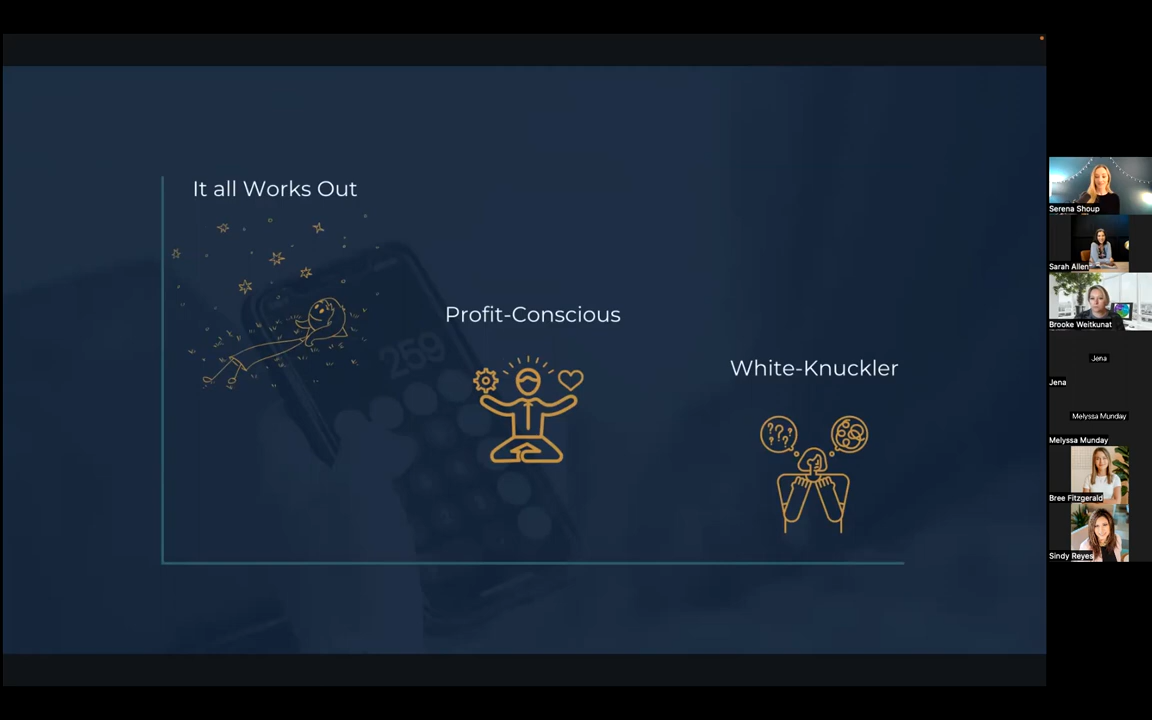 It all Works Out
Profit-Conscious
White-Knuckler
259
Serena Shoup
Sarah Allen
Brooke Weitkunat
Jena
Jena
Melyssa Munday
Melyssa Munday
Bree Fitzgerald
Sindy Reyes